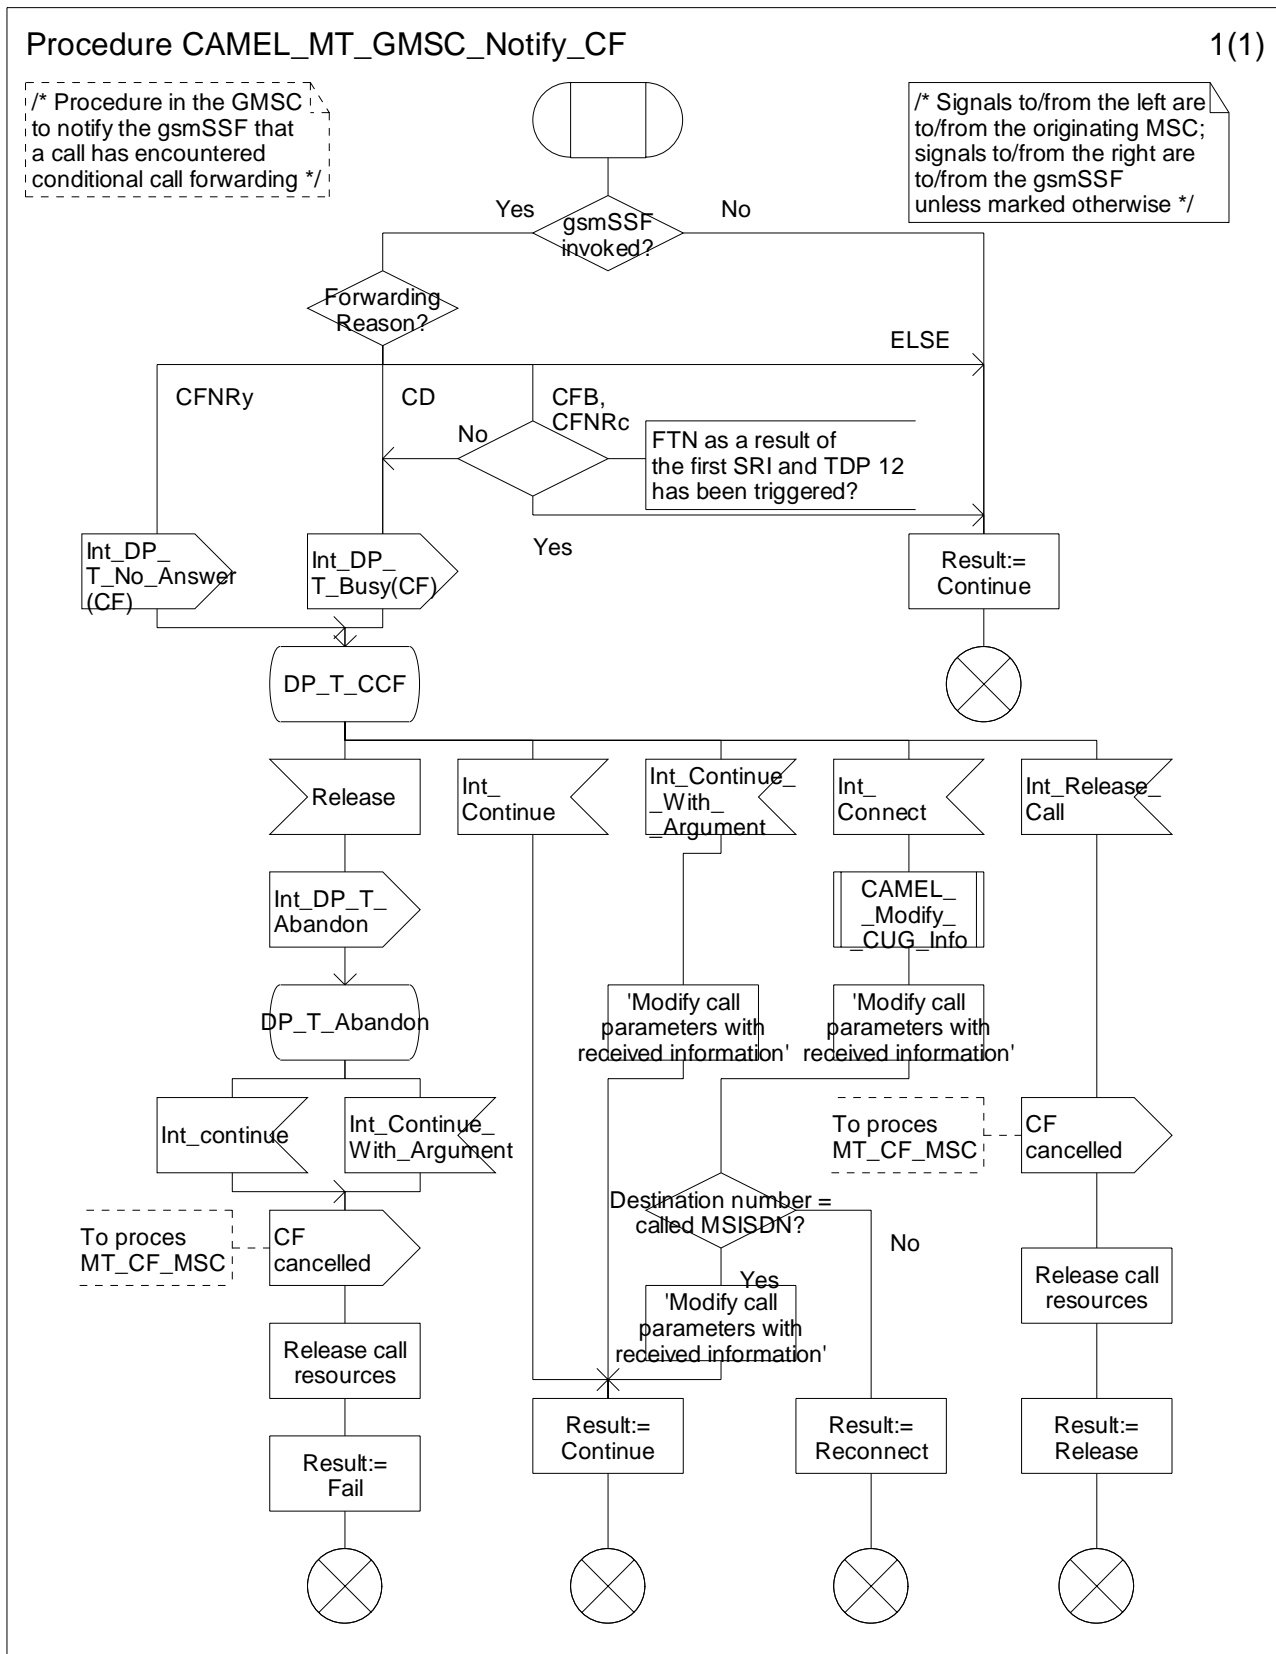 Procedure CAMEL_MT_GMSC_Notify_CF
1(1)
/* Procedure in the GMSC
to notify the gsmSSF that
a call has encountered
conditional call forwarding */
/* Signals to/from the left are
to/from the originating MSC;
signals to/from the right are
to/from the gsmSSF
unless marked otherwise */
Yes
gsmSSF
invoked?
No
Forwarding
Reason?
ELSE
CFNRy
CD
CFB,
CFNRc
No
FTN as a result of
the first SRI and TDP 12
has been triggered?
Yes
Int_DP_
T_No_Answer
(CF)
Int_DP_
T_Busy(CF)
Result:=
Continue
DP_T_CCF
Release
Int_
Continue
Int_Continue_
_With_
_Argument
Int_
Connect
Int_Release_
Call
Int_DP_T_
Abandon
CAMEL_
_Modify_
_CUG_Info
DP_T_Abandon
'Modify call
parameters with
received information'
'Modify call
parameters with
received information'
Int_continue
Int_Continue_
With_Argument
To proces
MT_CF_MSC
CF
cancelled
To proces
MT_CF_MSC
CF
cancelled
Destination number =
called MSISDN?
No
Yes
Release call
resources
'Modify call
parameters with
received information'
Release call
resources
Result:=
Fail
Result:=
Continue
Result:=
Reconnect
Result:=
Release